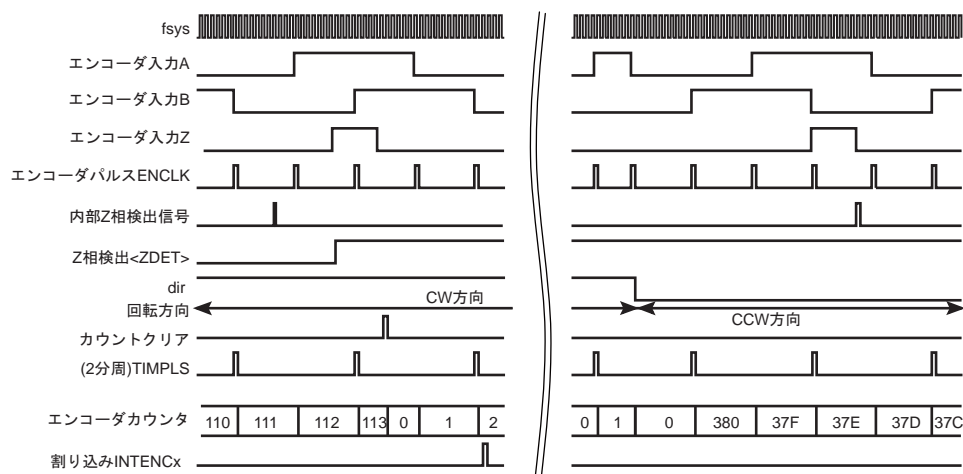 fsys
エンコーダ入力A
エンコーダ入力B
エンコーダ入力Z
エンコーダパルスENCLK
内部Z相検出信号
Z相検出<ZDET>
dir
回転方向 CW方向 CCW方向
カウントクリア
(2分周)TIMPLS
エンコーダカウンタ 110 111 112 113 0 1 2 0 1 0 380 37F 37E 37D 37C
割り込みINTENCx